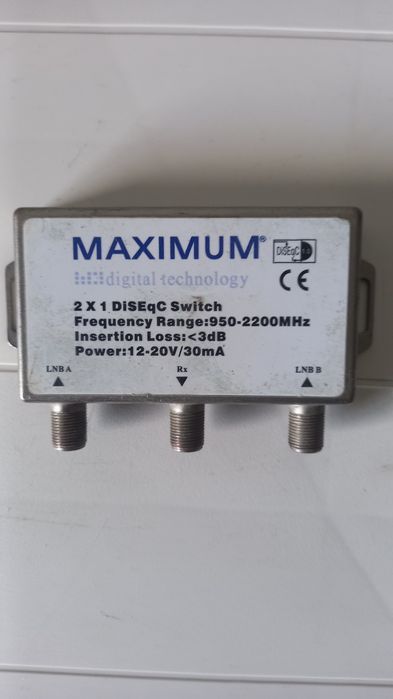 MAXIMUM®
DiSEqC
digital technology
CE
2 X 1 DiSEqC Switch
Frequency Range:950-2200MHz
Insertion Loss:<3dB
Power:12-20V/30mA
LNB A
Rx
LNB B